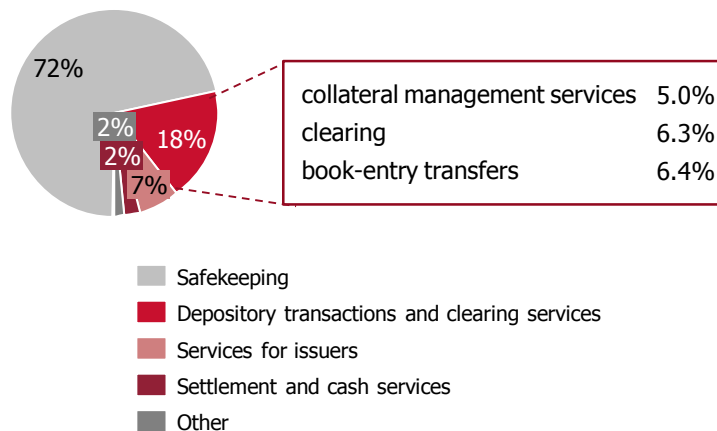 72%
2%
18%
2%
7%
collateral management services 5.0%
clearing 6.3%
book-entry transfers 6.4%
Safekeeping
Depository transactions and clearing services
Services for issuers
Settlement and cash services
Other